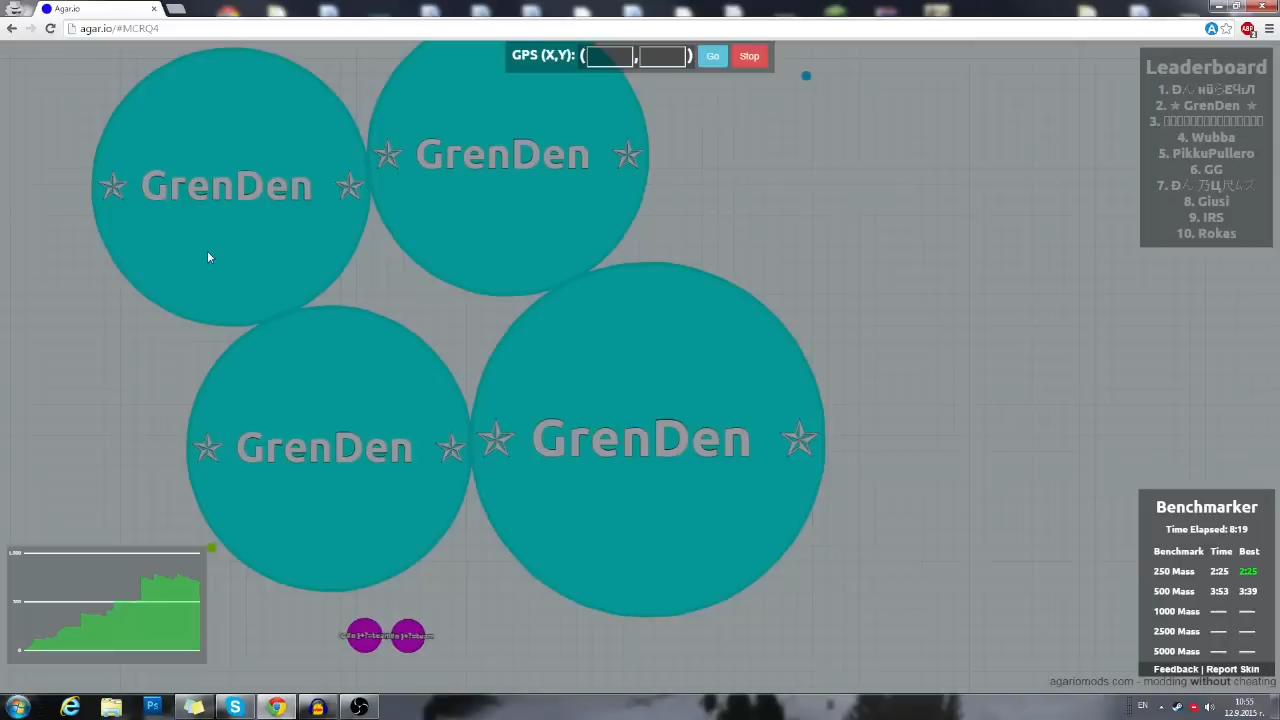 Agar.io
agar.io/#MCRQ4
GPS (X,Y): ( , ) Go Stop
★ GrenDen ★
★ GrenDen ★
★ GrenDen ★
★ GrenDen ★
Leaderboard
2. ★ GrenDen ★
4. Wubba
5. PikkuPullero
6. GG
8. Giusi
9. IRS
10. Rokas
Benchmarker
Time Elapsed: 8:19
Benchmark Time Best
250 Mass 2:25 2:25
500 Mass 3:53 3:39
1000 Mass —— ——
2500 Mass —— ——
5000 Mass —— ——
Feedback | Report Skin
agariomods.com - modding without cheating
EN
10:55
12.9.2015 г.